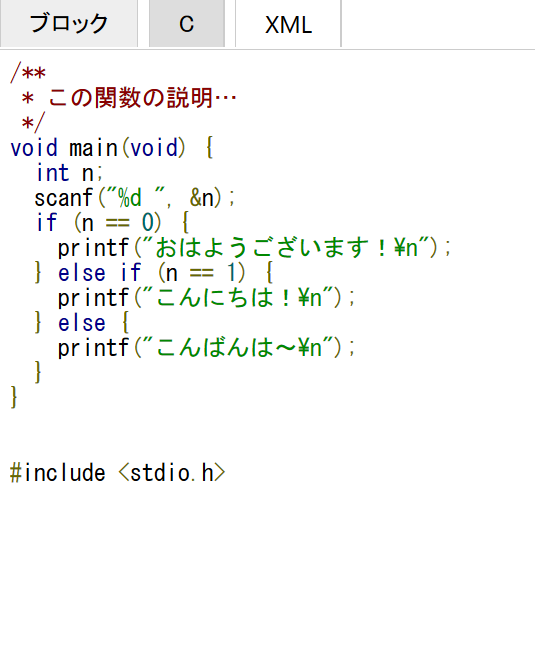 ブロック C XML
/**
 * この関数の説明…
 */
void main(void) {
  int n;
  scanf("%d ", &n);
  if (n == 0) {
    printf("おはようございます！¥n");
  } else if (n == 1) {
    printf("こんにちは！¥n");
  } else {
    printf("こんばんは～¥n");
  }
}
#include <stdio.h>